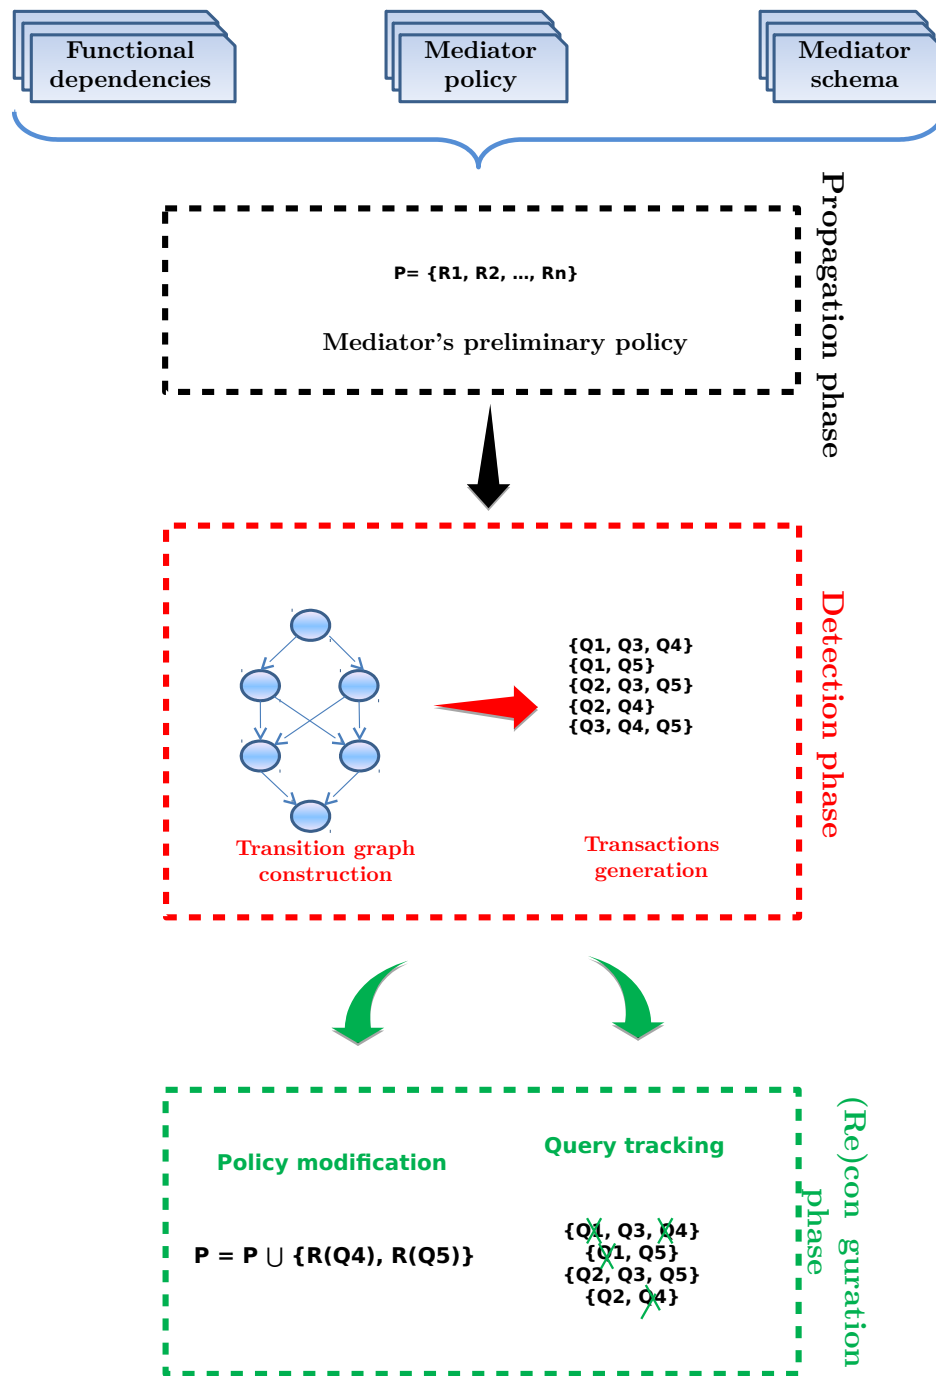 Functional
dependencies
Mediator
policy
Mediator
schema
Propagation phase
P= {R1, R2, ..., Rn}
Mediator's preliminary policy
Detection phase
{Q1, Q3, Q4}
{Q1, Q5}
{Q2, Q3, Q5}
{Q2, Q4}
{Q3, Q4, Q5}
Transition graph
construction
Transactions
generation
(Re)con guration
phase
Policy modification
P = P ∪ {R(Q4), R(Q5)}
Query tracking
{Q1, Q3, Q4}
{Q1, Q5}
{Q2, Q3, Q5}
{Q2, Q4}